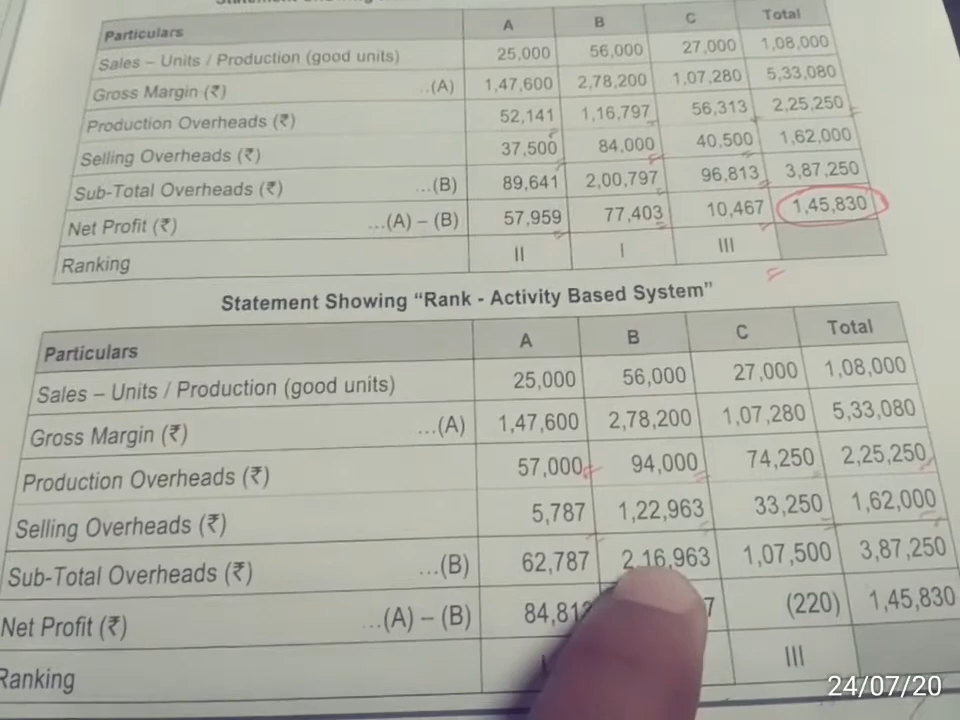 Particulars A B C Total
Sales – Units / Production (good units) 25,000 56,000 27,000 1,08,000
Gross Margin (₹) ...(A) 1,47,600 2,78,200 1,07,280 5,33,080
Production Overheads (₹) 52,141 1,16,797 56,313 2,25,250
Selling Overheads (₹) 37,500 84,000 40,500 1,62,000
Sub-Total Overheads (₹) ...(B) 89,641 2,00,797 96,813 3,87,250
Net Profit (₹) ...(A) – (B) 57,959 77,403 10,467 1,45,830
Ranking II I III
Statement Showing “Rank - Activity Based System”
Particulars A B C Total
Sales – Units / Production (good units) 25,000 56,000 27,000 1,08,000
Gross Margin (₹) ...(A) 1,47,600 2,78,200 1,07,280 5,33,080
Production Overheads (₹) 57,000 94,000 74,250 2,25,250
Selling Overheads (₹) 5,787 1,22,963 33,250 1,62,000
Sub-Total Overheads (₹) ...(B) 62,787 2,16,963 1,07,500 3,87,250
Net Profit (₹) ...(A) – (B) 84,813 7 (220) 1,45,830
Ranking III
24/07/20